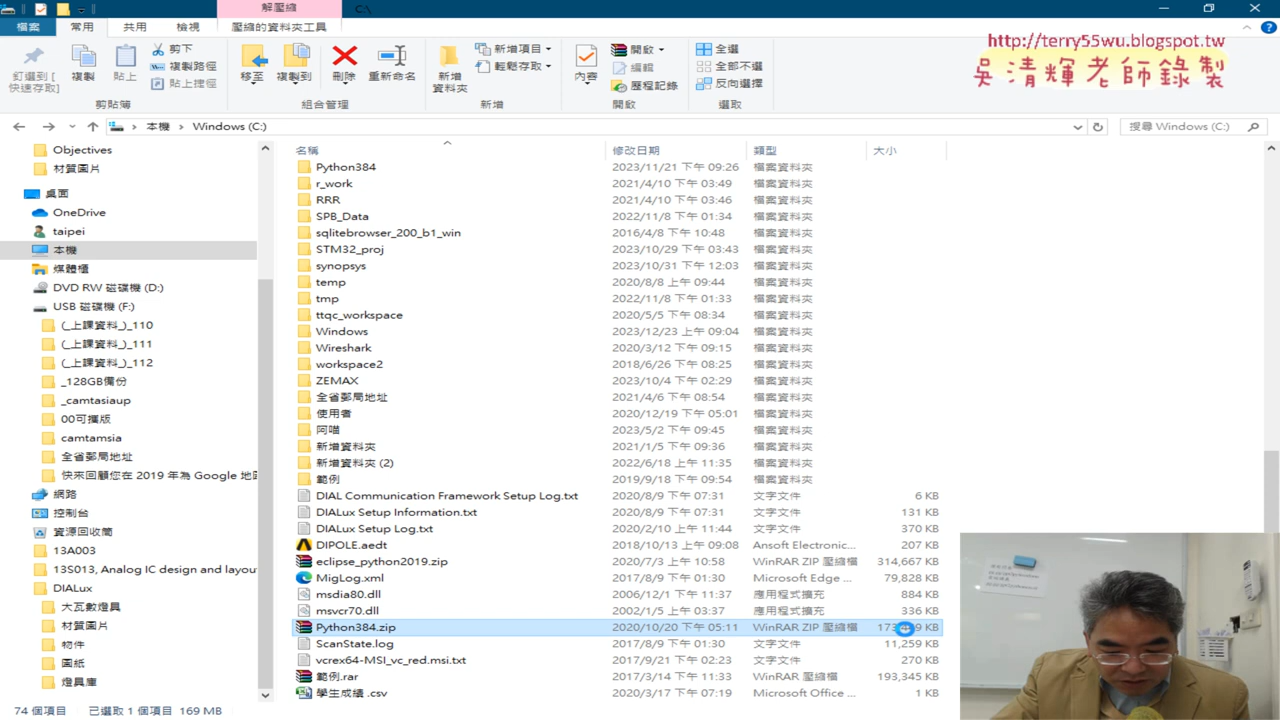 解壓縮
C:\
檔案 常用 共用 檢視 壓縮的資料夾工具
http://terry55wu.blogspot.tw
吳清輝老師錄製
釘選到 [快速存取]
複製
貼上
剪下
複製路徑
貼上捷徑
剪貼簿
移至
複製到
刪除
重新命名
組合管理
新增資料夾
新增項目
輕鬆存取
新增
內容
開啟
編輯
歷程記錄
開啟
全選
全部不選
反向選擇
選取
本機 › Windows (C:)
搜尋 Windows (C:)
Objectives
材質圖片
桌面
OneDrive
taipei
本機
媒體櫃
DVD RW 磁碟機 (D:)
USB 磁碟機 (F:)
(_上課資料_)_110
(_上課資料_)_111
(_上課資料_)_112
_128GB備份
_camtasiaup
00可攜版
camtamsia
全省郵局地址
快來回顧您在 2019 年為 Google 地
網路
控制台
資源回收筒
13A003
13S013, Analog IC design and layou
DIALux
大瓦數燈具
材質圖片
物件
圖紙
燈具庫
名稱 修改日期 類型 大小
Python384 2023/11/21 下午 09:26 檔案資料夾
r_work 2021/4/10 下午 03:49 檔案資料夾
RRR 2021/4/10 下午 03:46 檔案資料夾
SPB_Data 2022/11/8 下午 01:34 檔案資料夾
sqlitebrowser_200_b1_win 2016/4/8 下午 10:48 檔案資料夾
STM32_proj 2023/10/29 下午 03:43 檔案資料夾
synopsys 2023/10/31 下午 12:03 檔案資料夾
temp 2020/8/8 上午 09:44 檔案資料夾
tmp 2022/11/8 下午 01:33 檔案資料夾
ttqc_workspace 2020/5/5 下午 08:34 檔案資料夾
Windows 2023/12/23 上午 09:04 檔案資料夾
Wireshark 2020/3/12 下午 09:15 檔案資料夾
workspace2 2018/6/26 下午 08:25 檔案資料夾
ZEMAX 2023/10/4 下午 02:29 檔案資料夾
全省郵局地址 2021/4/6 下午 08:54 檔案資料夾
使用者 2020/12/19 下午 05:01 檔案資料夾
阿喵 2023/5/2 下午 09:45 檔案資料夾
新增資料夾 2021/1/5 下午 09:36 檔案資料夾
新增資料夾 (2) 2022/6/18 上午 11:35 檔案資料夾
範例 2019/9/18 下午 09:54 檔案資料夾
DIAL Communication Framework Setup Log.txt 2020/8/9 下午 07:31 文字文件 6 KB
DIALux Setup Information.txt 2020/8/9 下午 07:31 文字文件 131 KB
DIALux Setup Log.txt 2020/2/10 上午 11:44 文字文件 370 KB
DIPOLE.aedt 2018/10/13 上午 09:08 Ansoft Electronic... 207 KB
eclipse_python2019.zip 2020/7/3 上午 10:58 WinRAR ZIP 壓縮檔 314,667 KB
MigLog.xml 2017/8/9 上午 01:30 Microsoft Edge ... 79,828 KB
msdia80.dll 2006/12/1 上午 11:37 應用程式擴充 884 KB
msvcr70.dll 2002/1/5 上午 03:37 應用程式擴充 336 KB
Python384.zip 2020/10/20 下午 05:11 WinRAR ZIP 壓縮檔 KB
ScanState.log 2017/8/9 上午 01:30 文字文件 11,259 KB
vcrex64-MSI_vc_red.msi.txt 2017/9/21 下午 02:23 文字文件 270 KB
範例.rar 2020/3/14 下午 11:33 WinRAR 壓縮檔 193,345 KB
學生成績 .csv 2020/3/17 下午 07:19 Microsoft Office ... 1 KB
74 個項目 已選取 1 個項目 169 MB